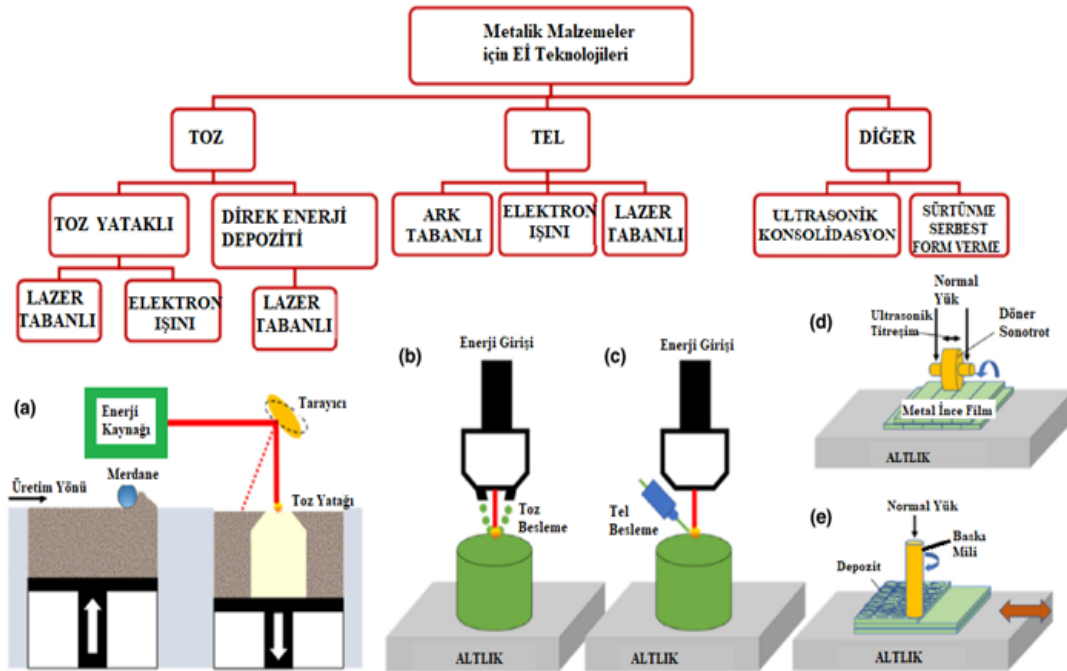 Metalik Malzemeler
için Eİ Teknolojileri
TOZ
TEL
DİĞER
TOZ YATAKLI
DİREK ENERJİ
DEPOZİTİ
ARK
TABANLI
ELEKTRON
IŞINI
LAZER
TABANLI
ULTRASONİK
KONSOLİDASYON
SÜRTÜNME
SERBEST
FORM VERME
LAZER
TABANLI
ELEKTRON
IŞINI
LAZER
TABANLI
(a)
Enerji
Kaynağı
Tarayıcı
Merdane
Üretim Yönü
Toz Yatağı
(b)
Enerji Girişi
Toz
Besleme
ALTLIK
(c)
Enerji Girişi
Tel
Besleme
ALTLIK
(d)
Normal
Yük
Ultrasonik
Titreşim
Döner
Sonotrot
Metal İnce Film
ALTLIK
(e)
Normal Yük
Baskı
Mili
Depozit
ALTLIK